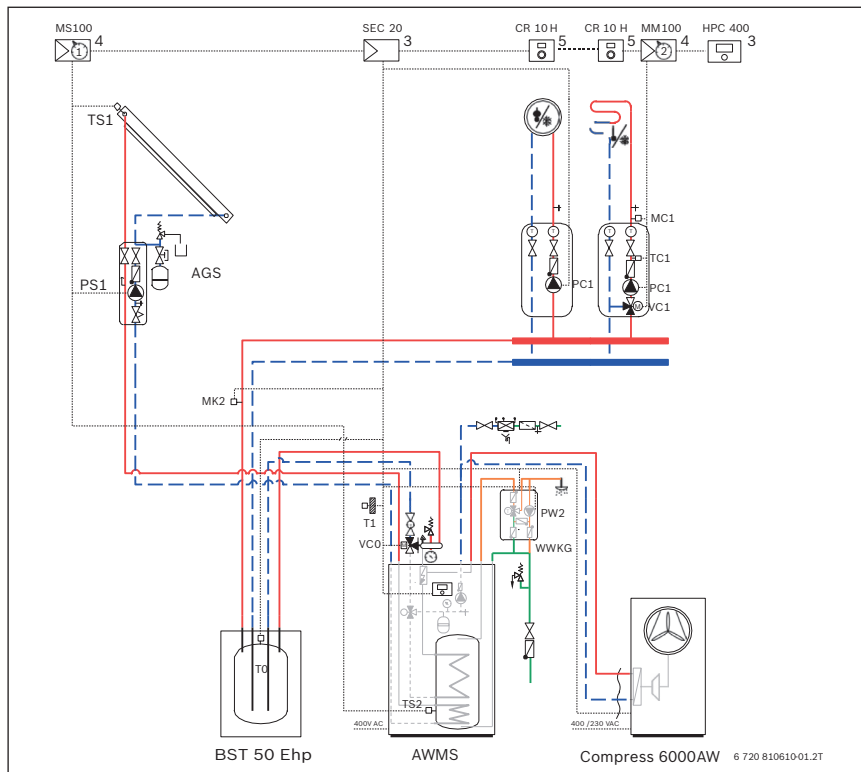 MS100
4
SEC 20
3
CR 10 H
5
CR 10 H
5
MM100
4
HPC 400
3
1
2
TS1
T T
T T
MC1
AGS
TC1
PS1
PC1
PC1
M
VC1
MK2
T1
PW2
VC0
M
WWKG
T0
TS2
400V AC
400 /230 VAC
BST 50 Ehp
AWMS
Compress 6000AW
6 720 810610-01.2T